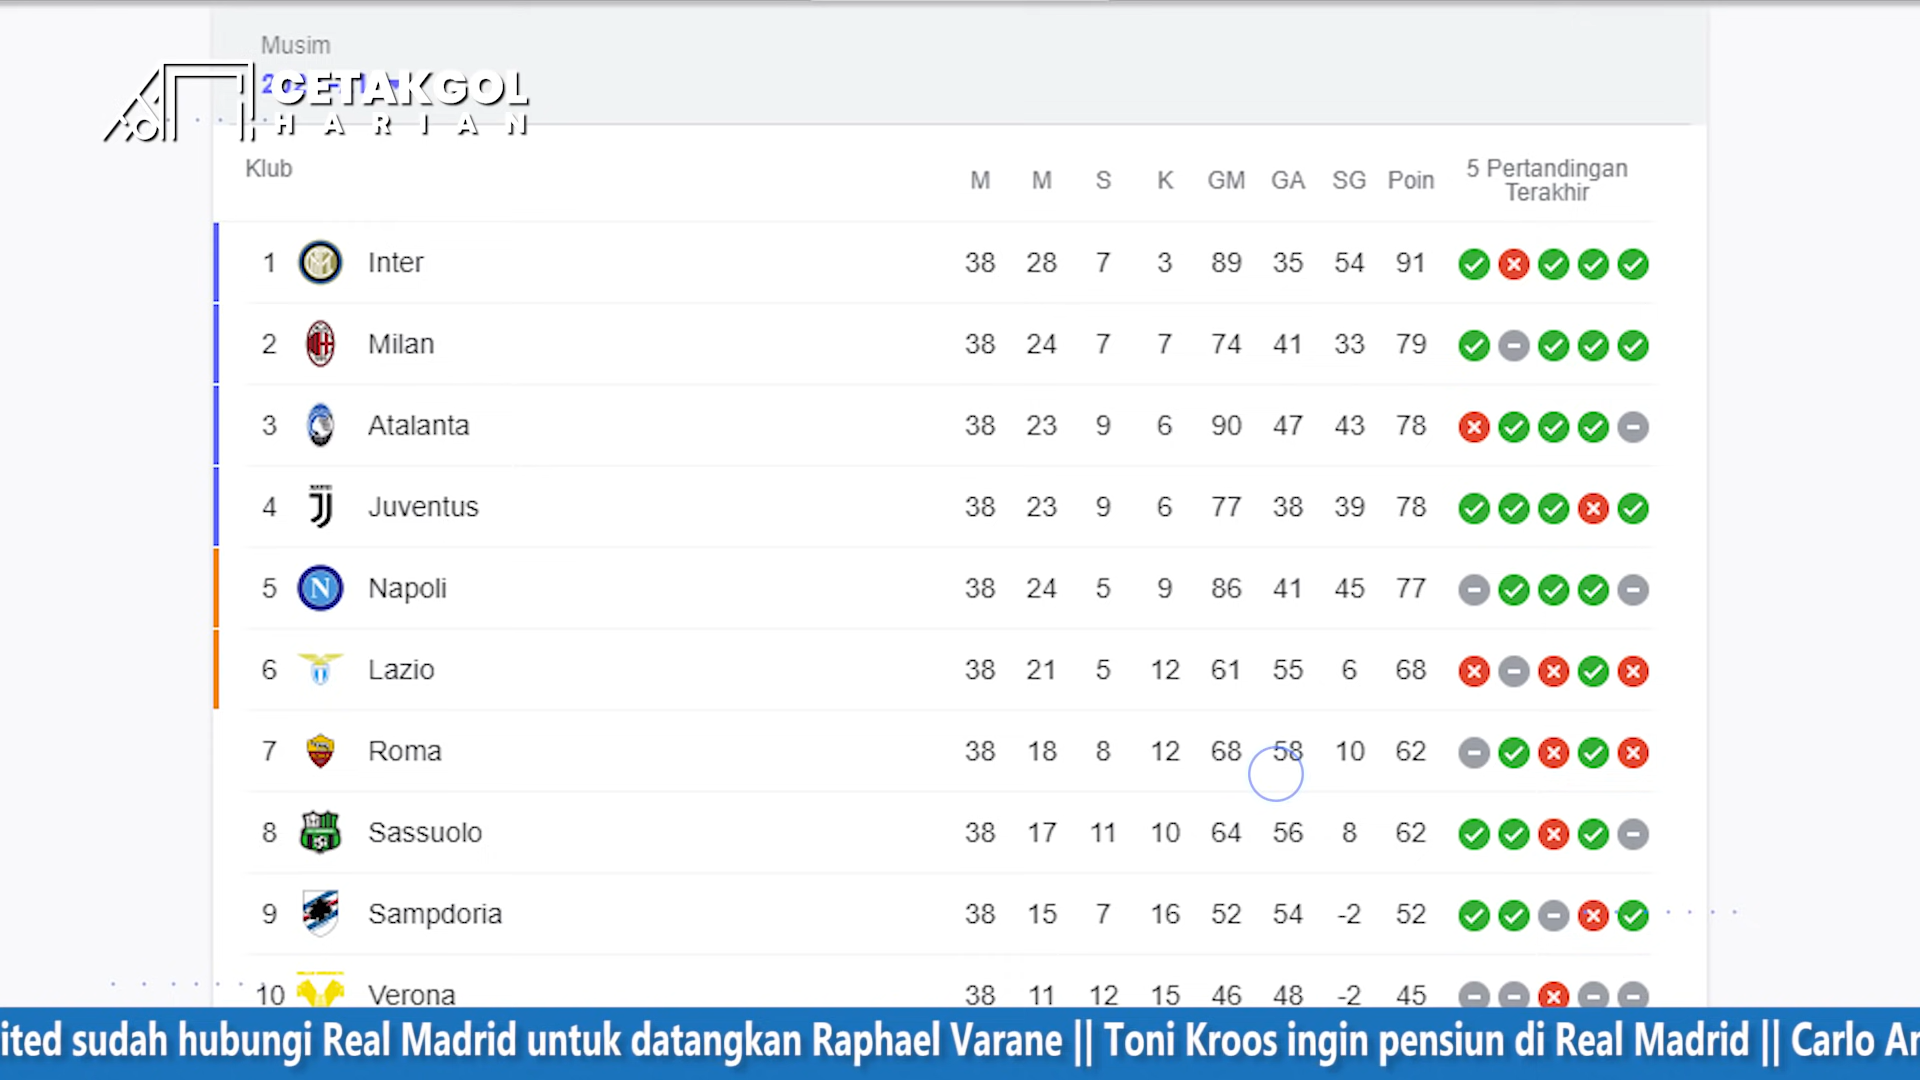 Musim
CETAKGOL
HARIAN
Klub M M S K GM GA SG Poin 5 Pertandingan Terakhir
1 Inter 38 28 7 3 89 35 54 91
2 Milan 38 24 7 7 74 41 33 79
3 Atalanta 38 23 9 6 90 47 43 78
4 Juventus 38 23 9 6 77 38 39 78
5 N Napoli 38 24 5 9 86 41 45 77
6 Lazio 38 21 5 12 61 55 6 68
7 Roma 38 18 8 12 68 58 10 62
8 Sassuolo 38 17 11 10 64 56 8 62
9 Sampdoria 38 15 7 16 52 54 -2 52
10 Verona 38 11 12 15 46 48 -2 45
ited sudah hubungi Real Madrid untuk datangkan Raphael Varane || Toni Kroos ingin pensiun di Real Madrid || Carlo An